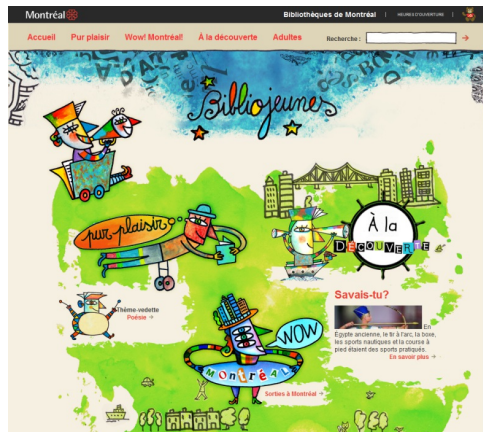 Montréal
Bibliothèques de Montréal
HEURES D'OUVERTURE
Accueil
Pur plaisir
Wow! Montréal!
À la découverte
Adultes
Recherche :
Bibliojeunes
pur plaisir
À la
DÉCOUVERTE
Thème-vedette
Poésie
Savais-tu?
En
Égypte ancienne, le tir à l'arc, la boxe,
les sports nautiques et la course à
pied étaient des sports pratiqués.
En savoir plus
WOW
MONTRÉAL
Sorties à Montréal